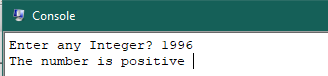 Console
Enter any Integer? 1996
The number is positive